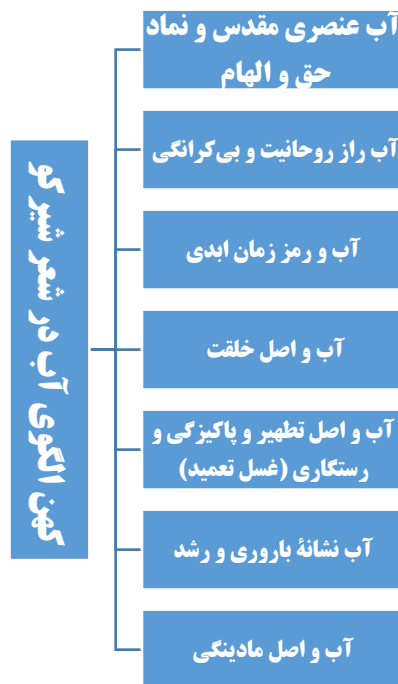 کهن الگوی آب در شعر شیرکو
آب عنصری مقدس و نماد
حق و الهام
آب راز روحانیت و بی‌کرانگی
آب و رمز زمان ابدی
آب و اصل خلقت
آب و اصل تطهیر و پاکیزگی و
رستگاری (غسل تعمید)
آب نشانهٔ باروری و رشد
آب و اصل مادینگی